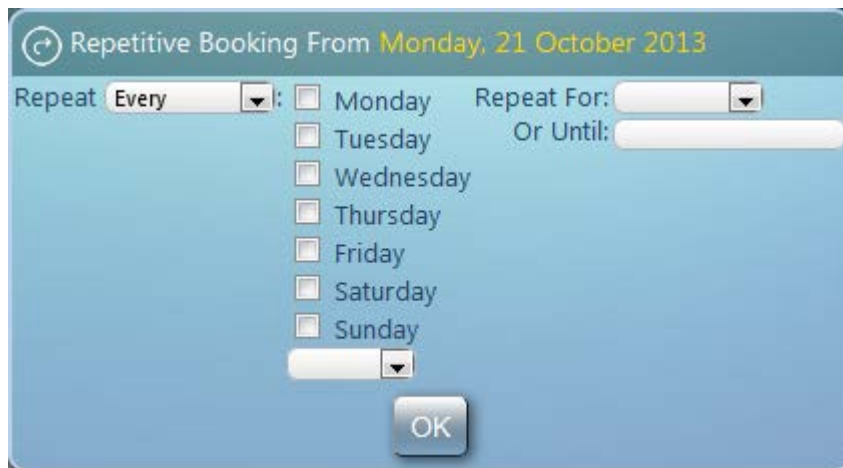 Repetitive Booking From Monday, 21 October 2013
Repeat Every : Monday Repeat For:
Tuesday Or Until:
Wednesday
Thursday
Friday
Saturday
Sunday
OK